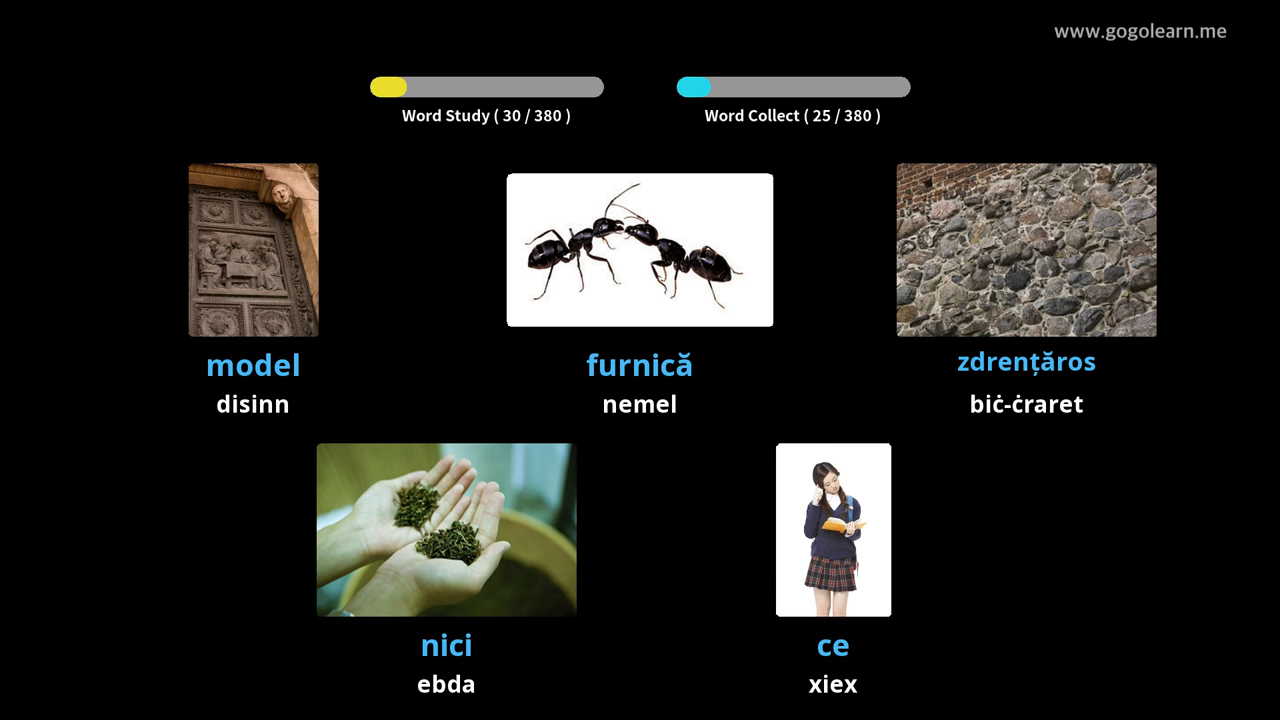 www.gogolearn.me
Word Study ( 30 / 380 )
Word Collect ( 25 / 380 )
model
disinn
furnică
nemel
zdrențăros
biċ-ċraret
nici
ebda
ce
xiex